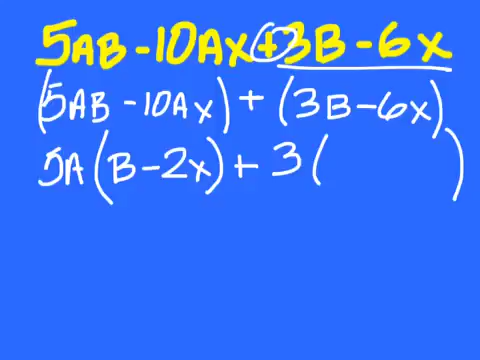 5AB - 10AX + 3B - 6X
(5AB - 10AX) + (3B - 6X)
5A(B - 2X) + 3(     )